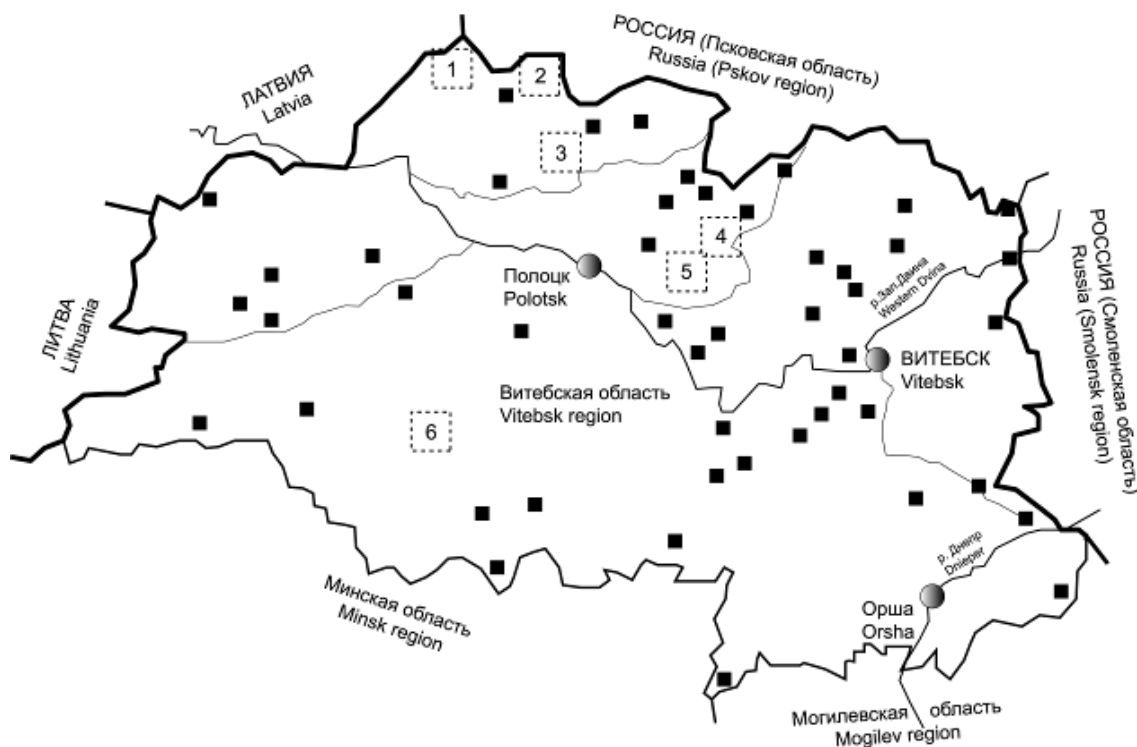 РОССИЯ (Псковская область)
Russia (Pskov region)
ЛАТВИЯ
Latvia
1
2
3
4
5
6
ЛИТВА
Lithuania
Полоцк
Polotsk
р.Зап.Двина
Western Dvina
РОССИЯ (Смоленская область)
Russia (Smolensk region)
ВИТЕБСК
Vitebsk
Витебская область
Vitebsk region
р. Днепр
Dnieper
Орша
Orsha
Минская область
Minsk region
Могилевская область
Mogilev region